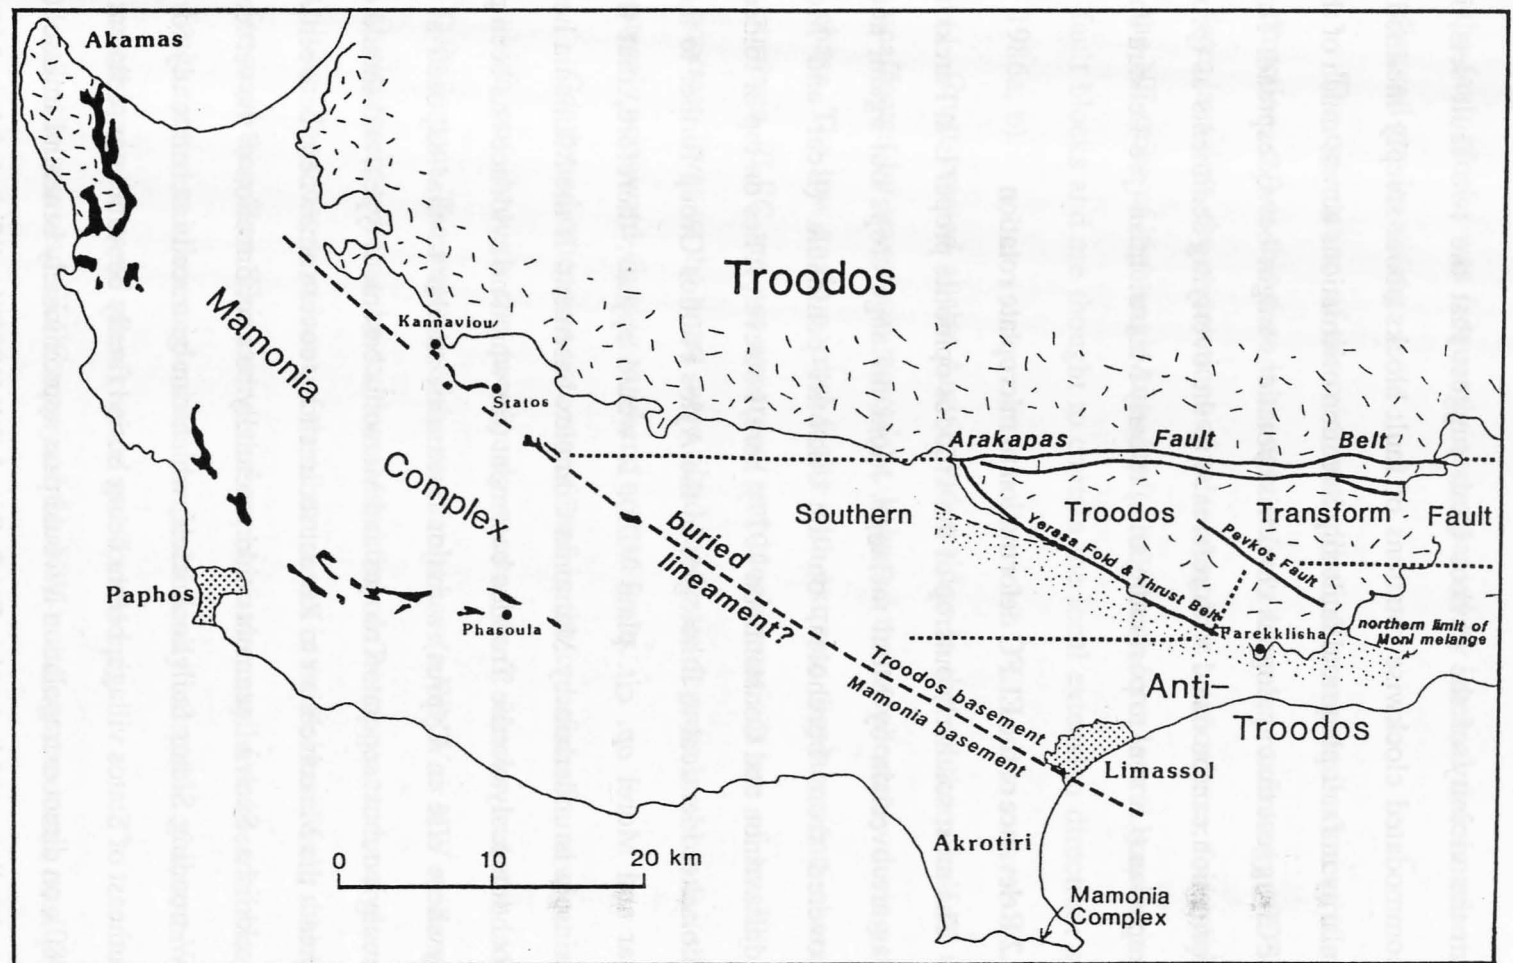 Akamas
Troodos
Mamonia
Complex
Kannaviou
Statos
Arakapas Fault Belt
Southern Troodos Transform Fault
Yerasa Fold & Thrust Belt
Pevkos Fault
buried
lineament?
Paphos
Phasoula
Parekklisha
northern limit of
Moni melange
Troodos basement
Mamonia basement
Anti-
Troodos
Limassol
Akrotiri
0 10 20 km
Mamonia
Complex